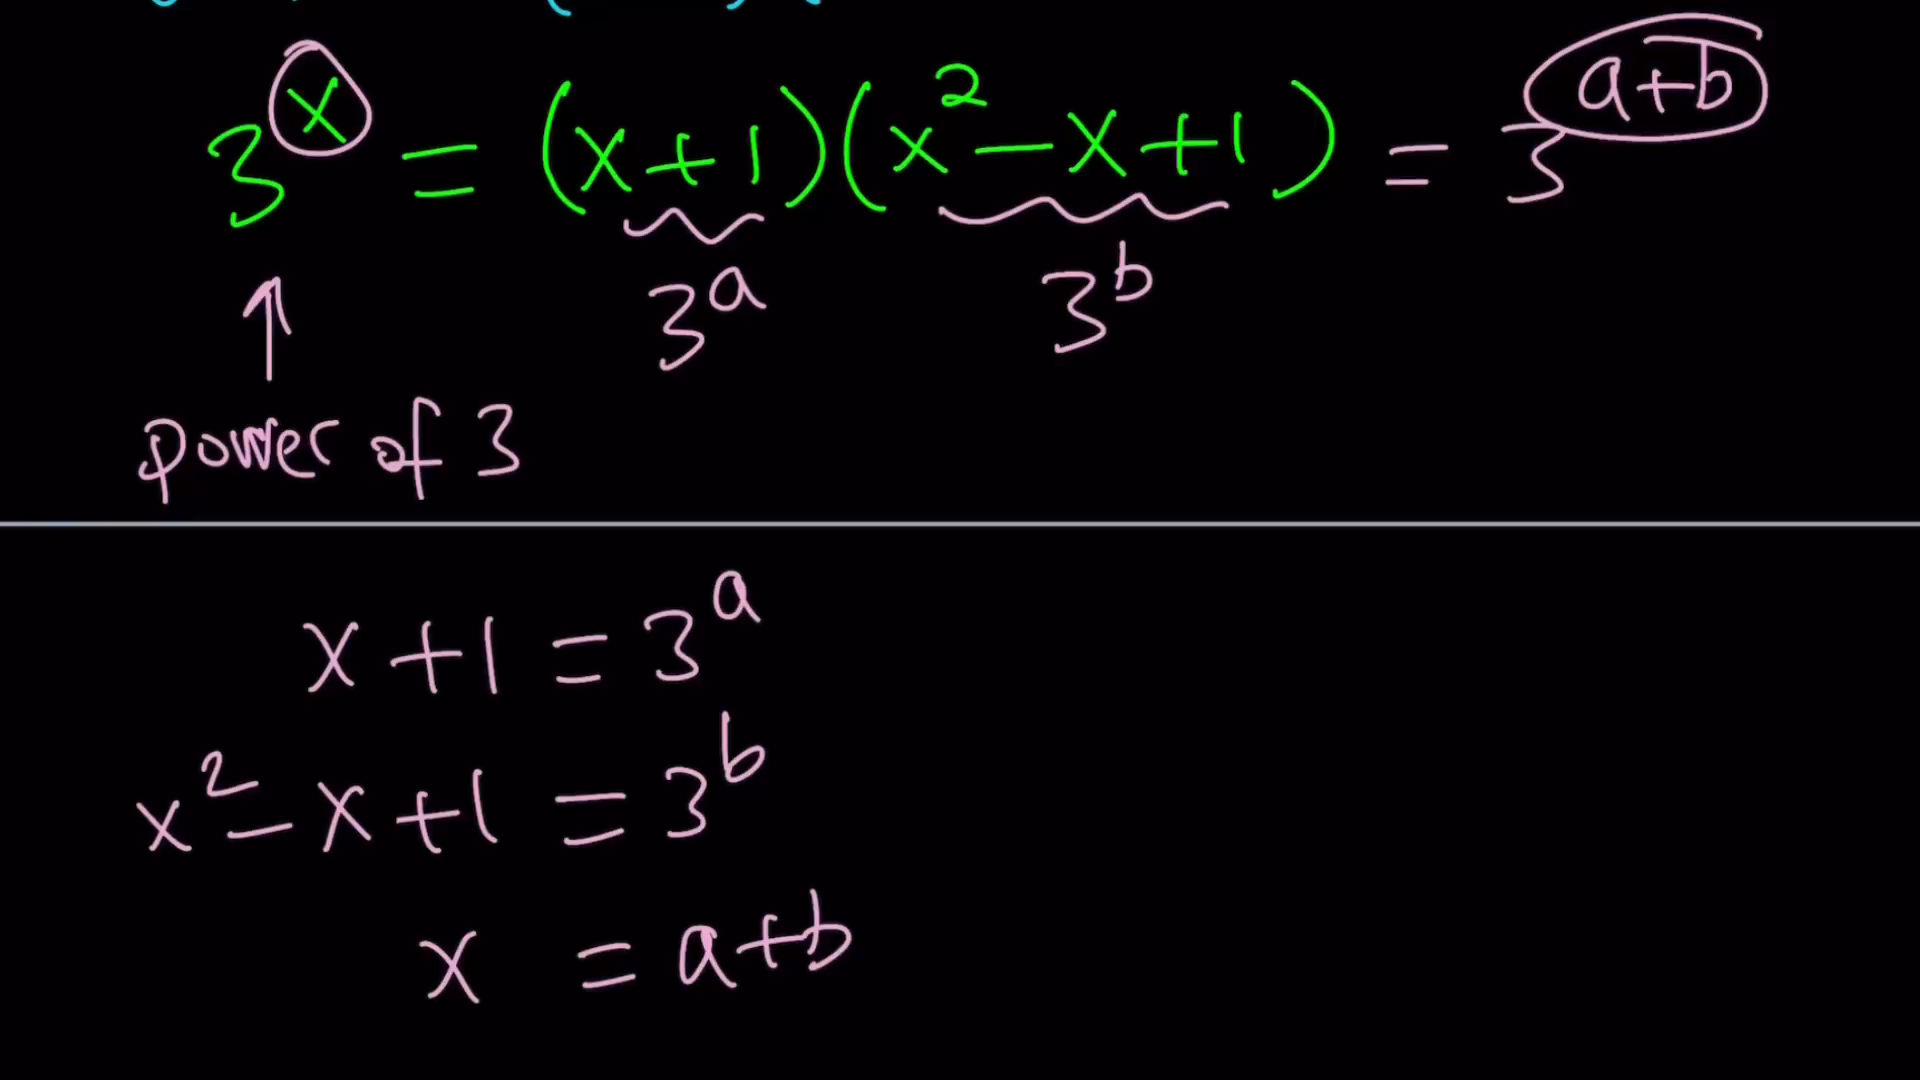 3^x = (x+1)(x^2-x+1) = 3^{a+b}
3^a 3^b
power of 3
x+1 = 3^a
x^2-x+1 = 3^b
x = a+b